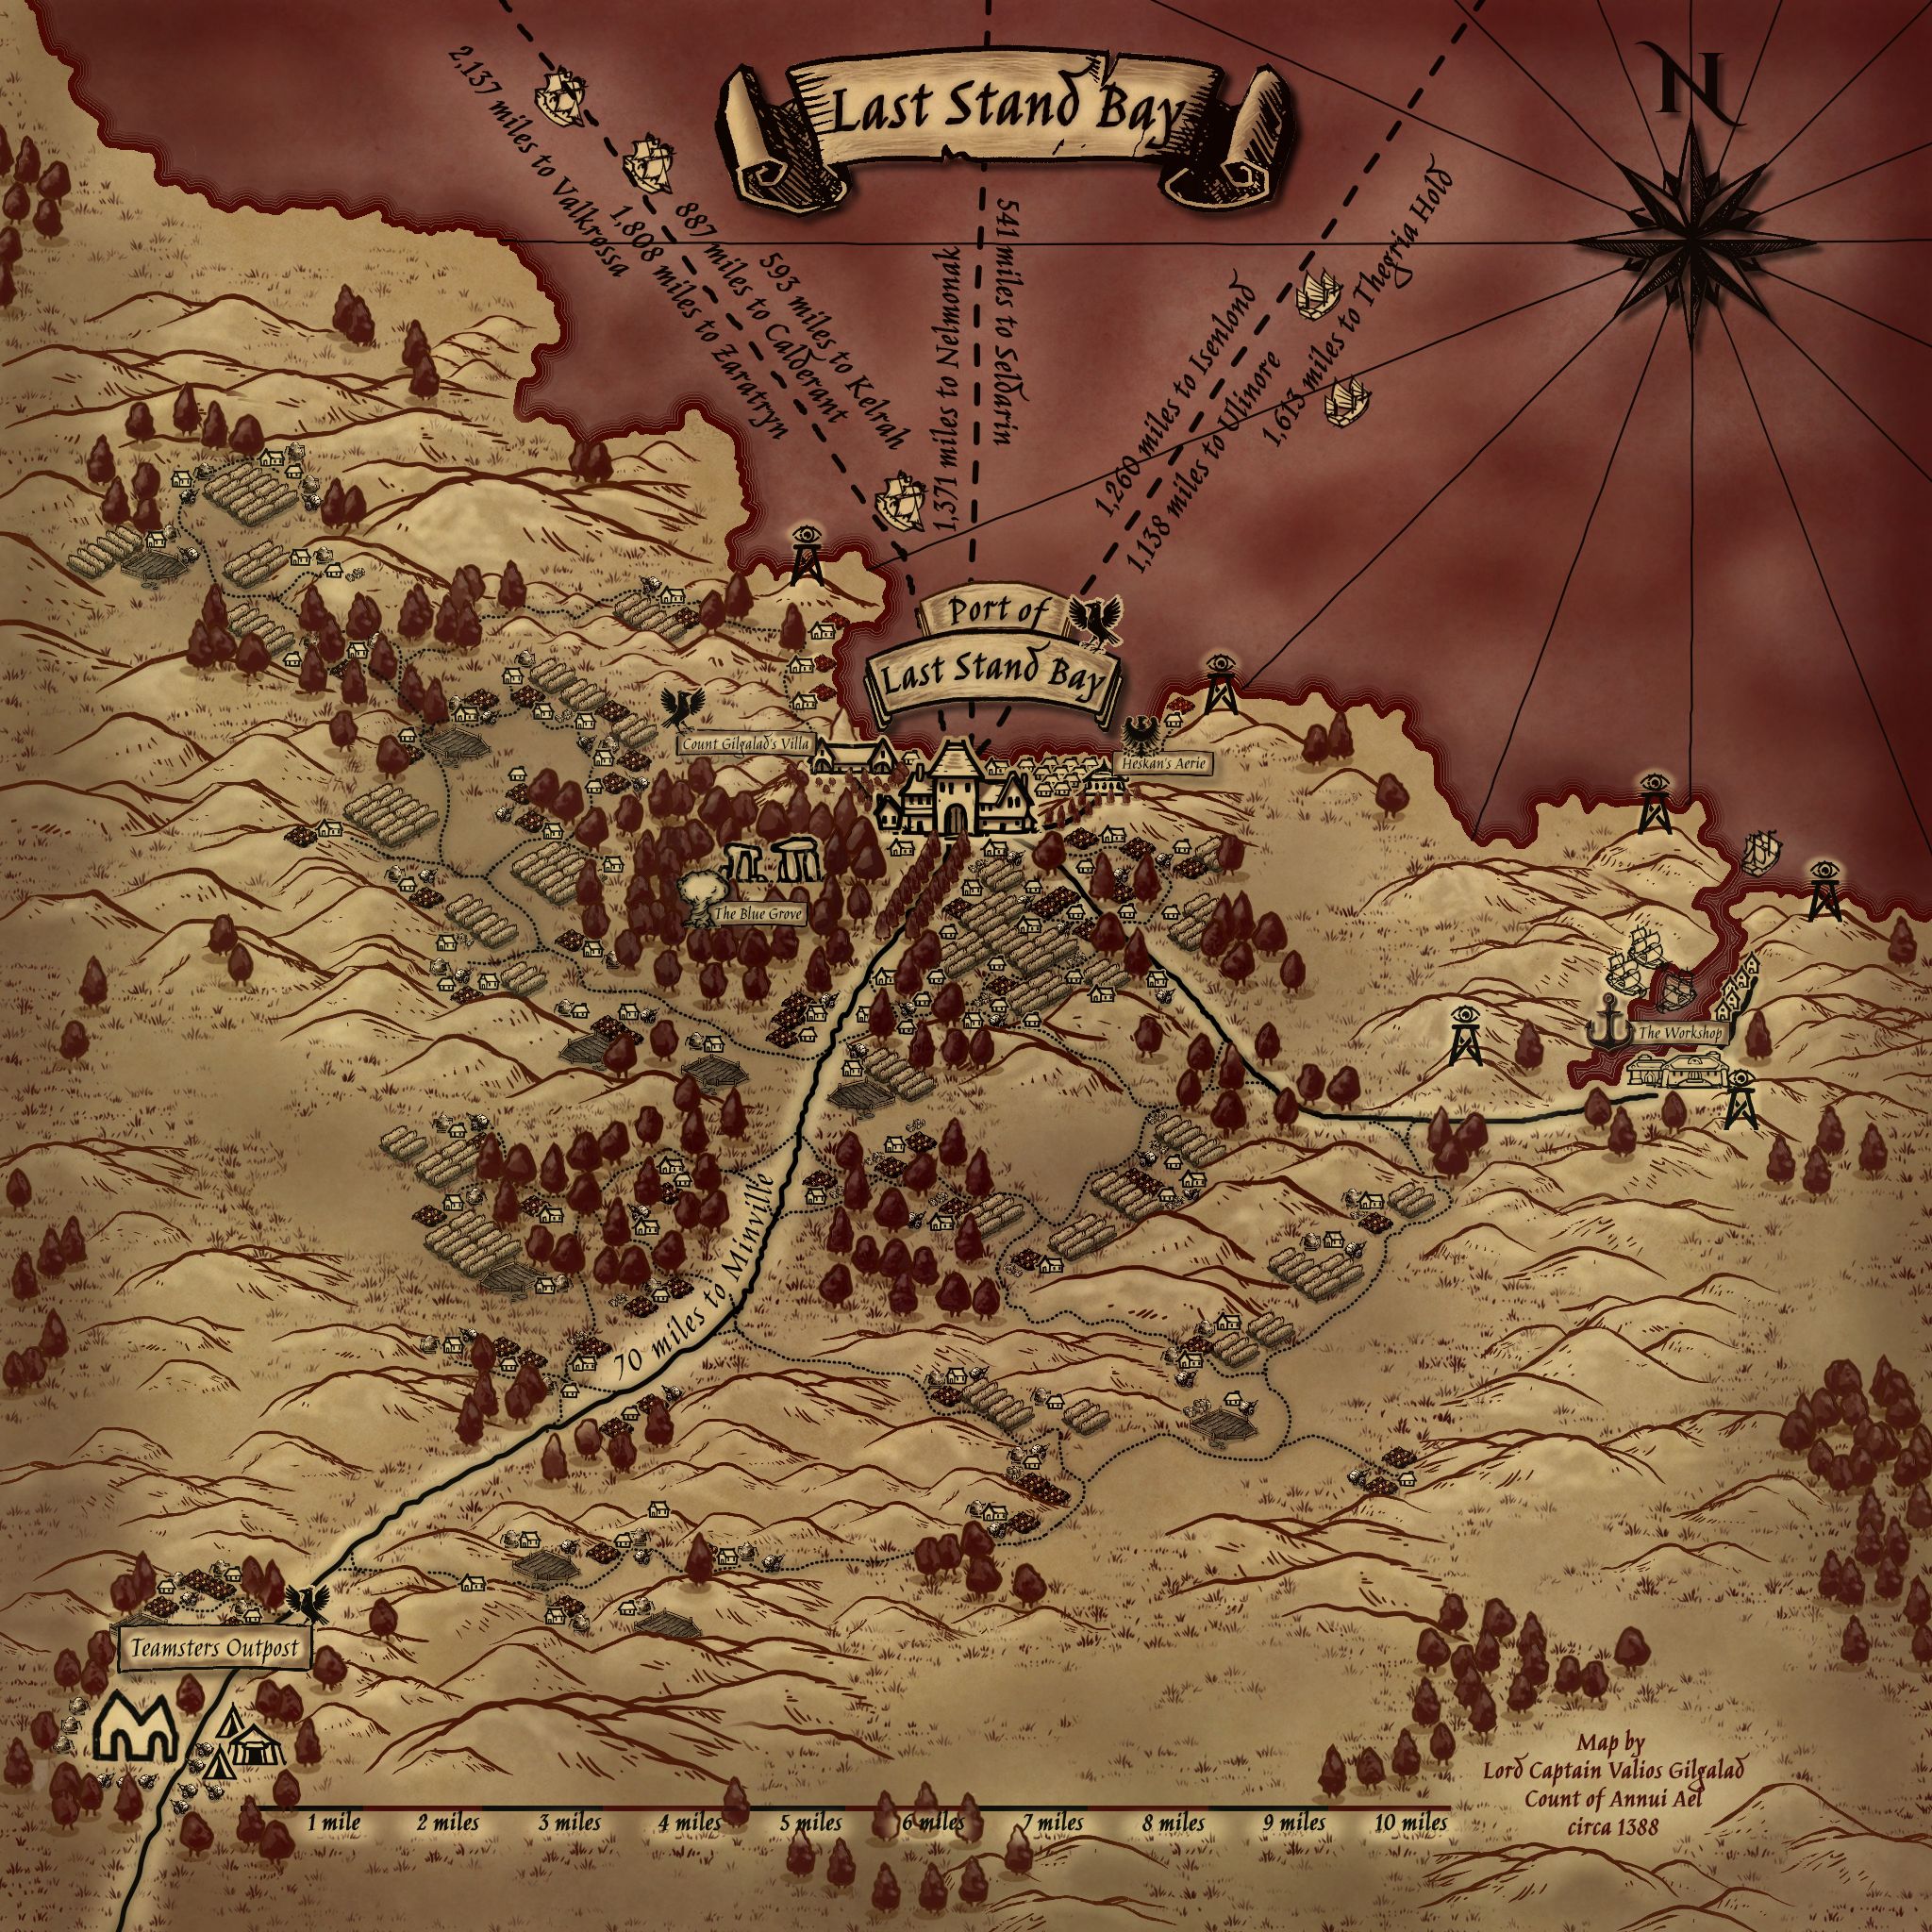 N
Last Stand Bay
2,137 miles to Valkrossa
1,808 miles to Zaratryn
887 miles to Calderant
593 miles to Kelrah
1,371 miles to Nelmonak
541 miles to Seldarin
1,260 miles to Isenlond
1,138 miles to Ulinore
1,613 miles to Thegria Hold
Port of
Last Stand Bay
Count Gilgalad's Villa
Heskan's Aerie
The Blue Grove
The Workshop
70 miles to Minville
Teamsters Outpost
Map by
Lord Captain Valios Gilgalad
Count of Annui Ael
circa 1388
1 mile 2 miles 3 miles 4 miles 5 miles 6 miles 7 miles 8 miles 9 miles 10 miles